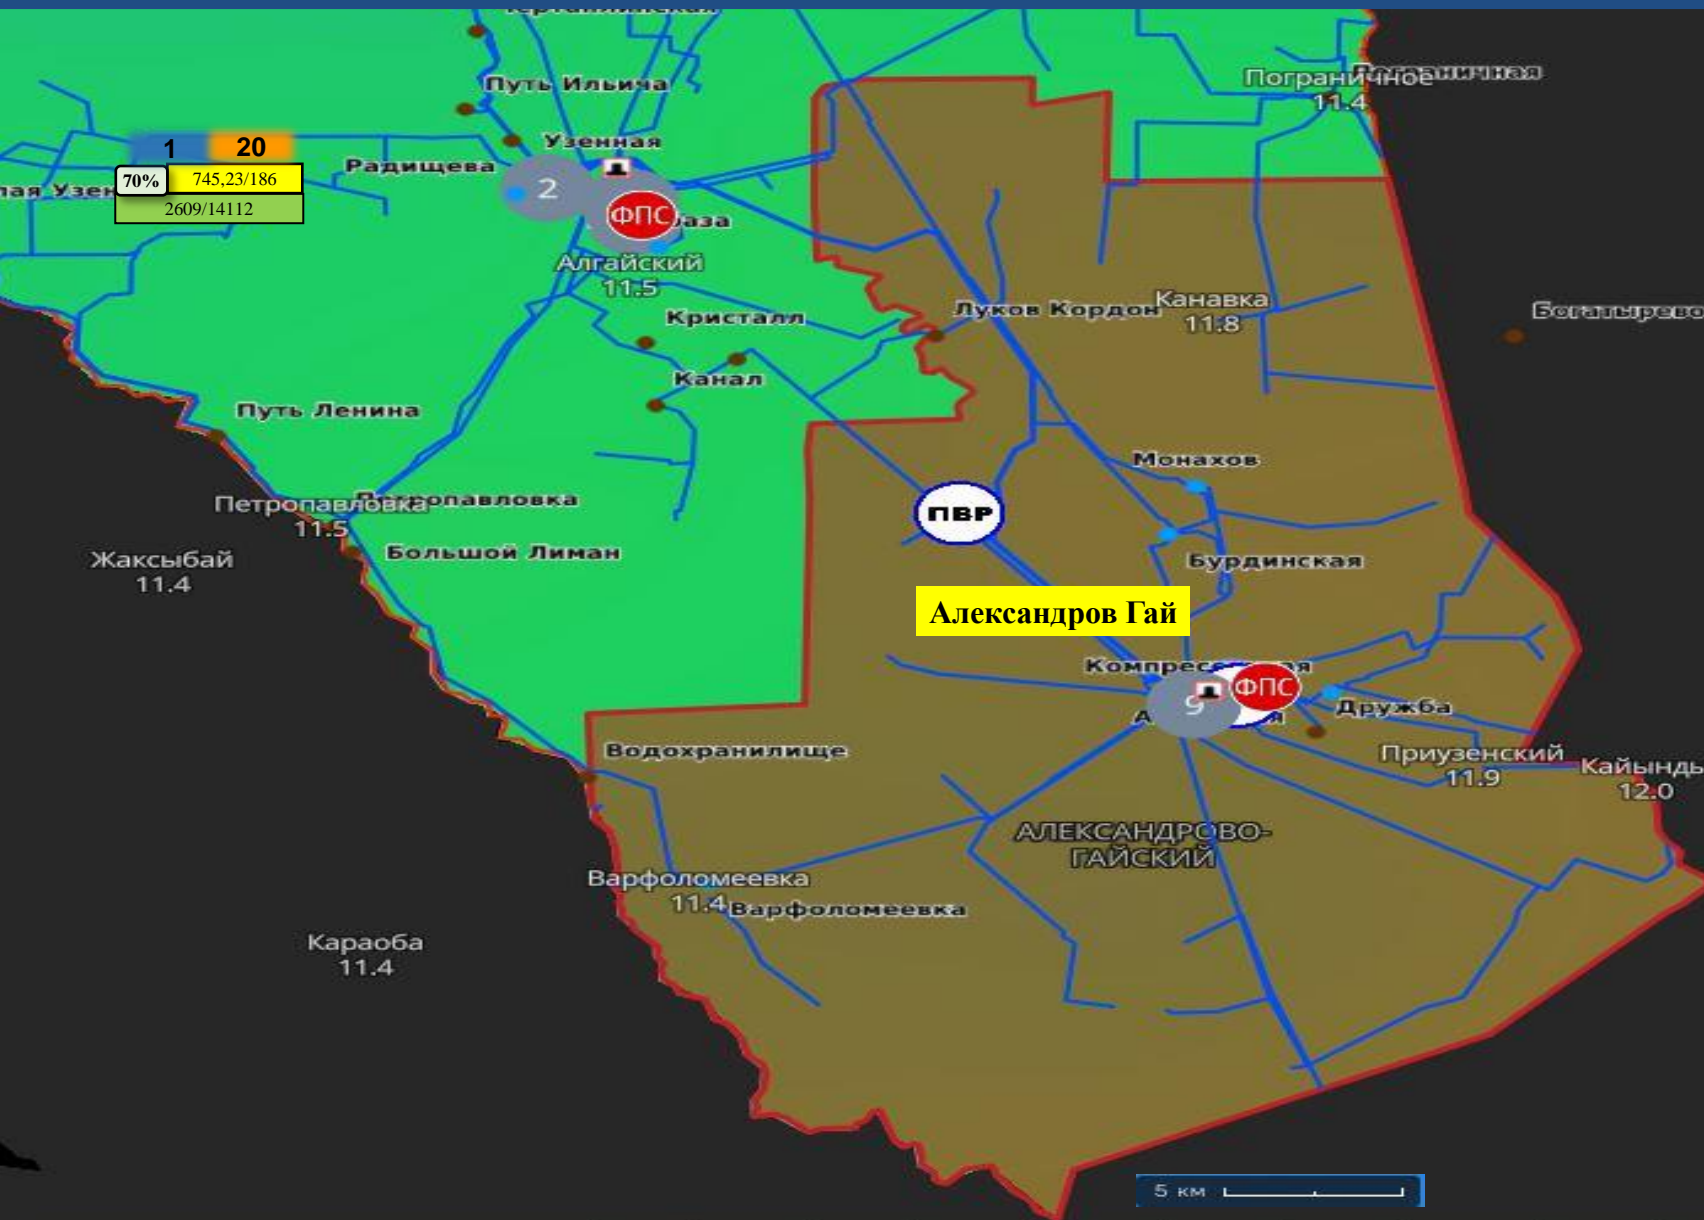 Путь Ильича
Пограничное
11.4
1
20
Узенная
Радищева
2
70%
745,23/186
2609/14112
ФПС
Алгайский
11.5
Кристалл
Луков Кордон
Канавка
11.8
Богатырево
Канал
Путь Ленина
Монахов
Петропавловка
Петропавловка
11.5
ПВР
Большой Лиман
Жаксыбай
11.4
Бурдинская
Александров Гай
ФПС
9
Дружба
Водохранилище
Приузенский
11.9
Кайынды
12.0
АЛЕКСАНДРОВО-
ГАЙСКИЙ
Варфоломеевка
11.4
Варфоломеевка
Караоба
11.4
5 км